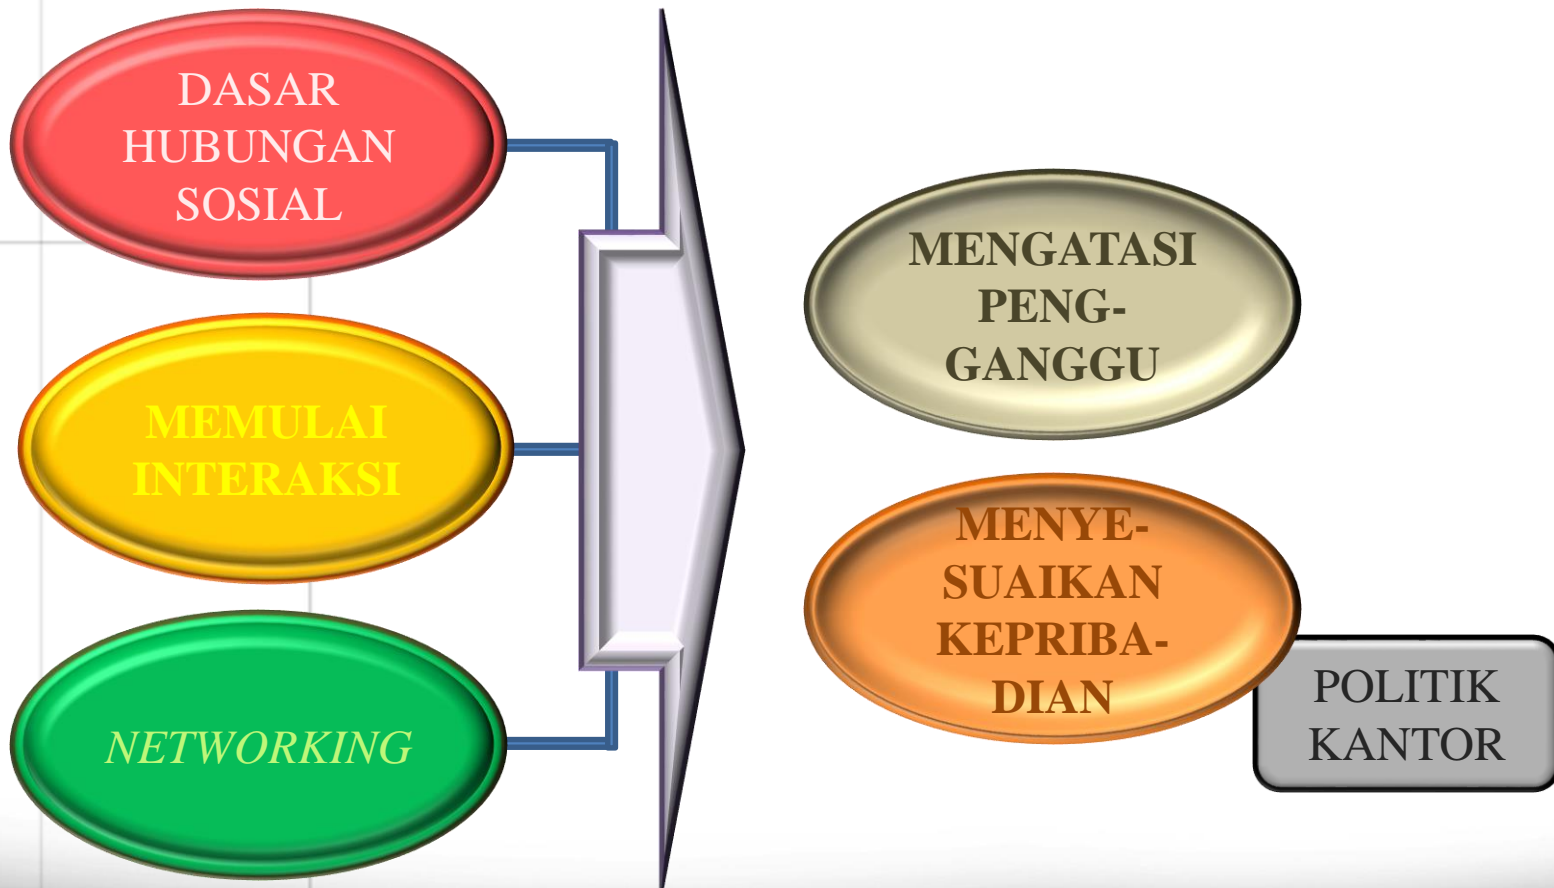 DASAR
HUBUNGAN
SOSIAL
MEMULAI
INTERAKSI
NETWORKING
MENGATASI
PENG-
GANGGU
MENYE-
SUAIKAN
KEPRIBA-
DIAN
POLITIK
KANTOR